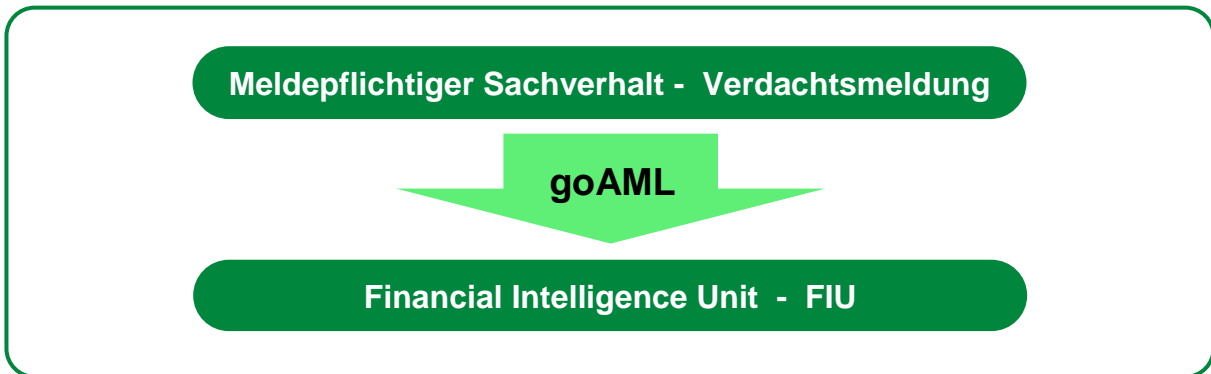 Meldepflichtiger Sachverhalt - Verdachtsmeldung
goAML
Financial Intelligence Unit - FIU